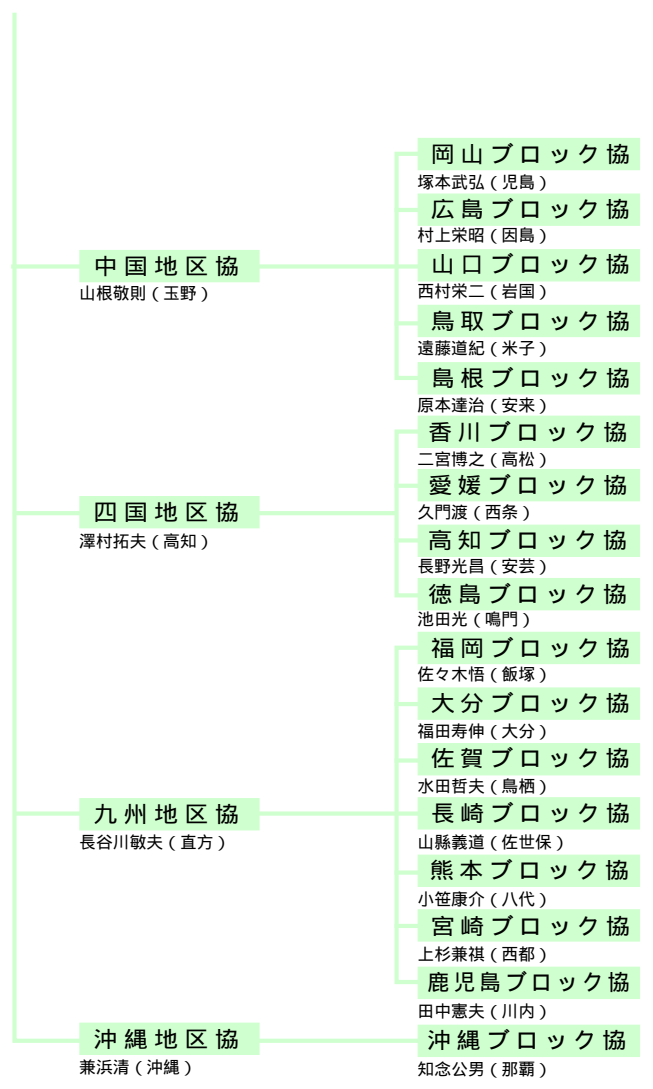 中国地区協
山根敬則(玉野)
岡山ブロック協
塚本武弘(児島)
広島ブロック協
村上栄昭(因島)
山口ブロック協
西村栄二(岩国)
鳥取ブロック協
遠藤道紀(米子)
島根ブロック協
原本達治(安来)
四国地区協
澤村拓夫(高知)
香川ブロック協
二宮博之(高松)
愛媛ブロック協
久門渡(西条)
高知ブロック協
長野光昌(安芸)
徳島ブロック協
池田光(鳴門)
九州地区協
長谷川敏夫(直方)
福岡ブロック協
佐々木悟(飯塚)
大分ブロック協
福田寿伸(大分)
佐賀ブロック協
水田哲夫(鳥栖)
長崎ブロック協
山縣義道(佐世保)
熊本ブロック協
小笹康介(八代)
宮崎ブロック協
上杉兼祺(西都)
鹿児島ブロック協
田中憲夫(川内)
沖縄地区協
兼浜清(沖縄)
沖縄ブロック協
知念公男(那覇)